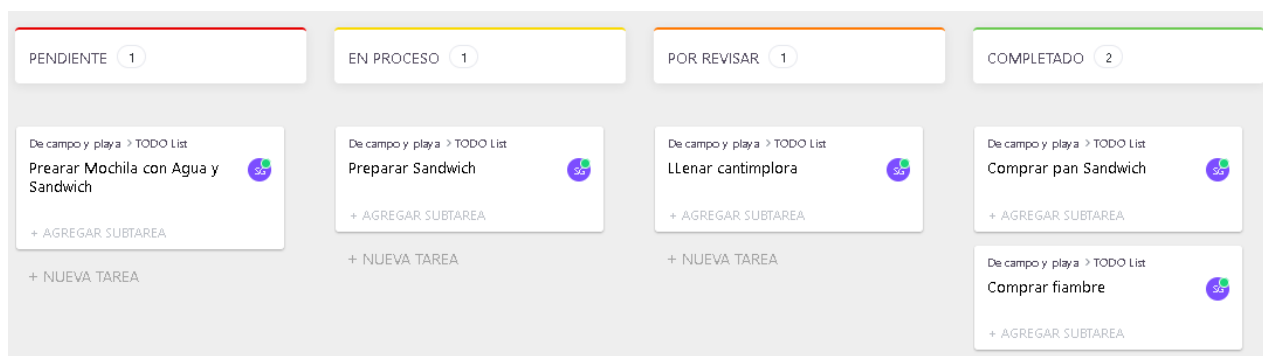 PENDIENTE 1
De campo y playa > TODO List
Prearar Mochila con Agua y
Sandwich
SG
+ AGREGAR SUBTAREA
+ NUEVA TAREA
EN PROCESO 1
De campo y playa > TODO List
Preparar Sandwich
SG
+ AGREGAR SUBTAREA
+ NUEVA TAREA
POR REVISAR 1
De campo y playa > TODO List
LLenar cantimplora
SG
+ AGREGAR SUBTAREA
+ NUEVA TAREA
COMPLETADO 2
De campo y playa > TODO List
Comprar pan Sandwich
SG
+ AGREGAR SUBTAREA
De campo y playa > TODO List
Comprar fiambre
SG
+ AGREGAR SUBTAREA